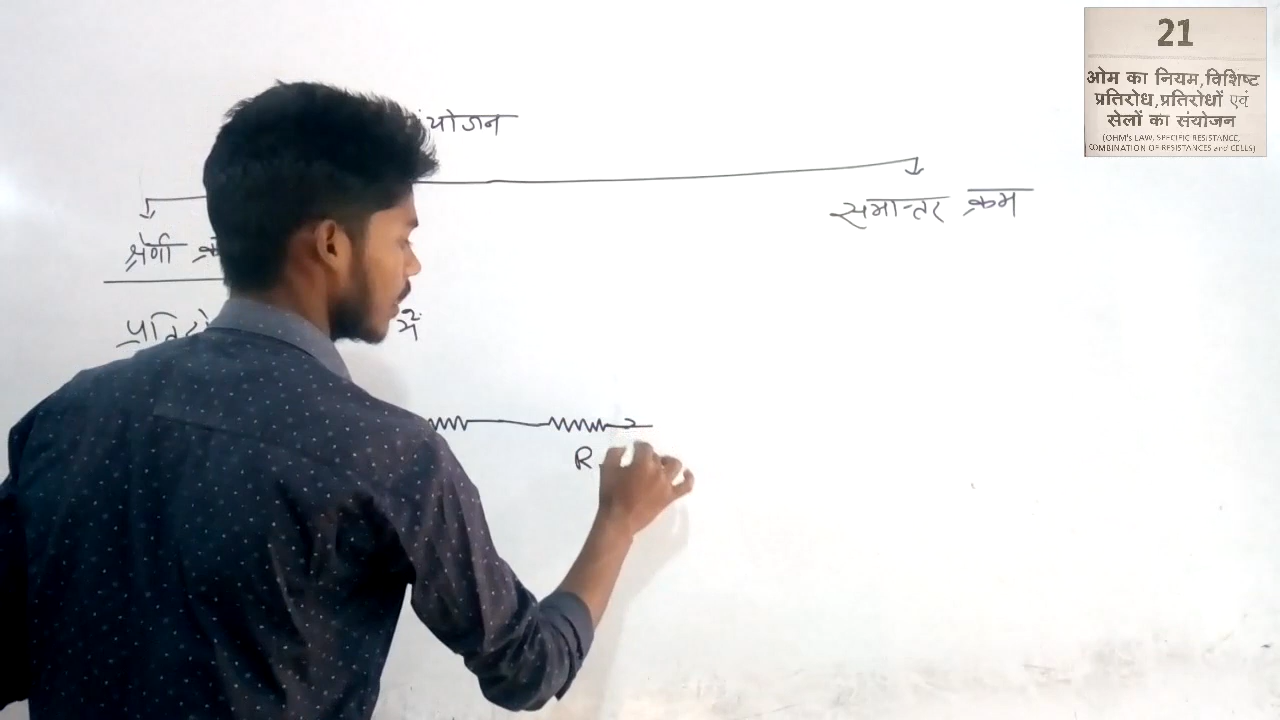 21
ओम का नियम,विशिष्ट
प्रतिरोध,प्रतिरोधों एवं
सेलों का संयोजन
(OHM's LAW, SPECIFIC RESISTANCE,
COMBINATION OF RESISTANCES and CELLS)
समान्तर क्रम
श्रेणी
में
R